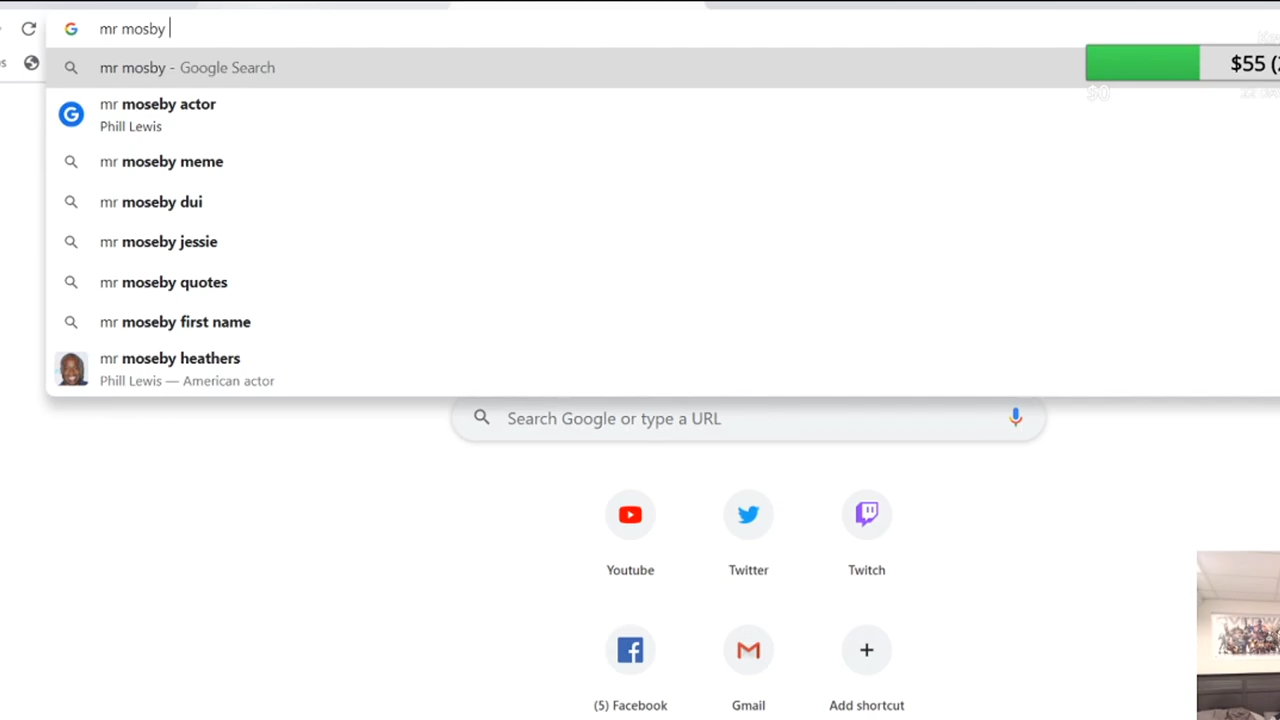 mr mosby
mr mosby - Google Search
$55 (
$0
mr moseby actor
Phill Lewis
mr moseby meme
mr moseby dui
mr moseby jessie
mr moseby quotes
mr moseby first name
mr moseby heathers
Phill Lewis — American actor
Search Google or type a URL
Youtube
Twitter
Twitch
(5) Facebook
Gmail
Add shortcut